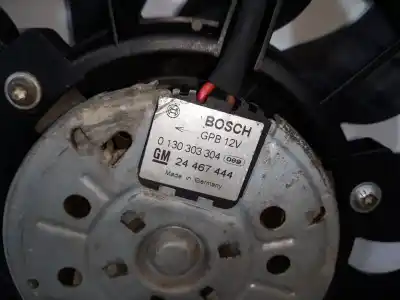 BOSCH
GPB 12V
0 130 303 304
GM 24 467 444
Made in Germany